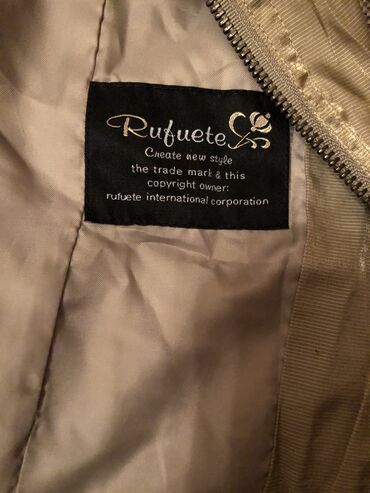 Rufuete
Create new style
the trade mark & this
copyright owner:
rufuete international corporation